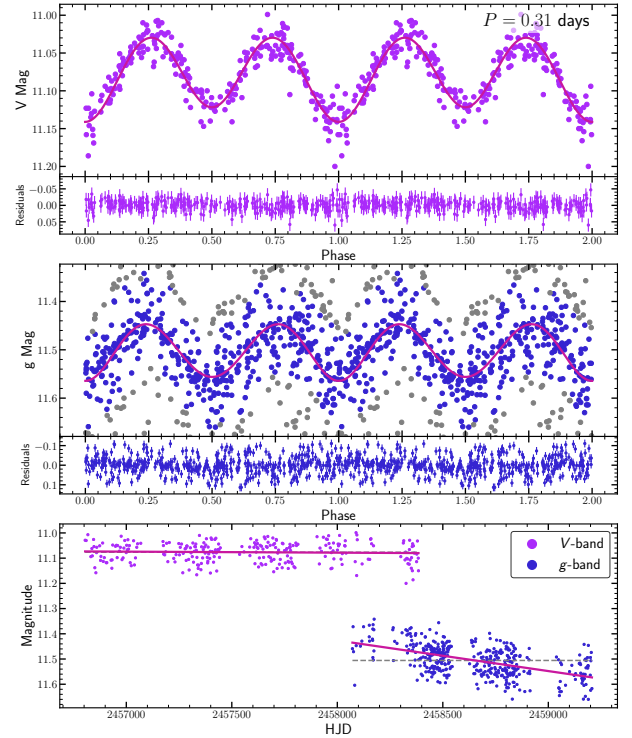 P = 0.31 days
11.00
11.05
11.10
11.15
11.20
V Mag
−0.05
0.00
0.05
Residuals
0.00 0.25 0.50 0.75 1.00 1.25 1.50 1.75 2.00
Phase
11.4
11.5
11.6
g Mag
−0.1
0.0
0.1
Residuals
0.00 0.25 0.50 0.75 1.00 1.25 1.50 1.75 2.00
Phase
11.0
11.1
11.2
11.3
11.4
11.5
11.6
Magnitude
V-band
g-band
2457000 2457500 2458000 2458500 2459000
HJD